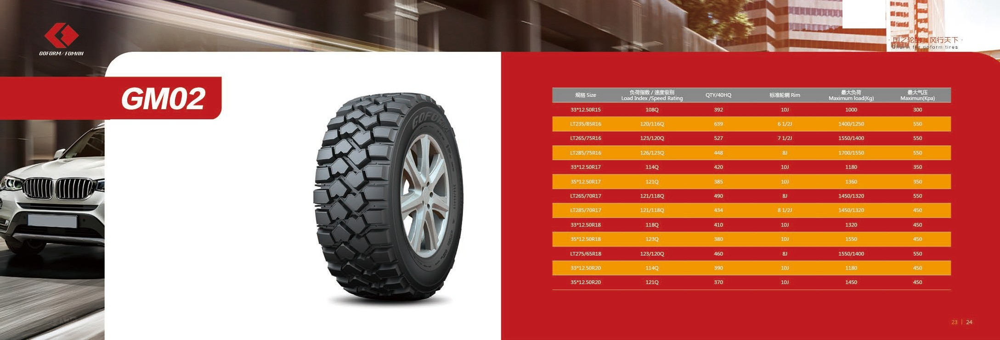 GOFORM/FOMAN
· 国之轮胎 风行天下 ·
Charm for goform tires
GM02
GOFORM
规格 Size
负荷指数 / 速度级别
Load Index /Speed Rating
QTY/40HQ
标准轮辋 Rim
最大负荷
Maximum load(Kg)
最大气压
Maximun(Kpa)
33*12.50R15 108Q 392 10J 1000 300
LT235/85R16 120/116Q 639 6 1/2J 1400/1250 550
LT265/75R16 123/120Q 527 7 1/2J 1550/1400 550
LT285/75R16 126/123Q 448 8J 1700/1550 550
33*12.50R17 114Q 420 10J 1180 350
35*12.50R17 121Q 385 10J 1360 350
LT265/70R17 121/118Q 490 8J 1450/1320 550
LT285/70R17 121/118Q 434 8 1/2J 1450/1320 450
33*12.50R18 118Q 410 10J 1320 450
35*12.50R18 123Q 380 10J 1550 450
LT275/65R18 123/120Q 460 8J 1550/1400 550
33*12.50R20 114Q 390 10J 1180 450
35*12.50R20 121Q 370 10J 1450 450
23 | 24